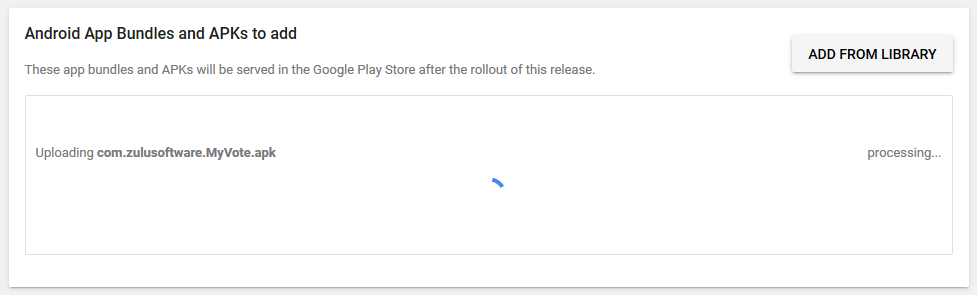 Android App Bundles and APKs to add
ADD FROM LIBRARY
These app bundles and APKs will be served in the Google Play Store after the rollout of this release.
Uploading com.zulusoftware.MyVote.apk
processing...